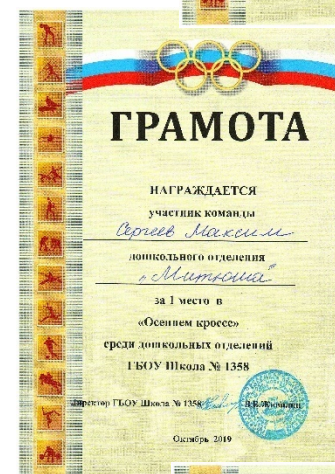 ГРАМОТА
НАГРАЖДАЕТСЯ
участник команды
Сергеев Максим
дошкольного отделения
"Митюша"
за 1 место в
«Осеннем кроссе»
среди дошкольных отделений
ГБОУ Школа № 1358
Директор ГБОУ Школа № 1358
Октябрь 2019